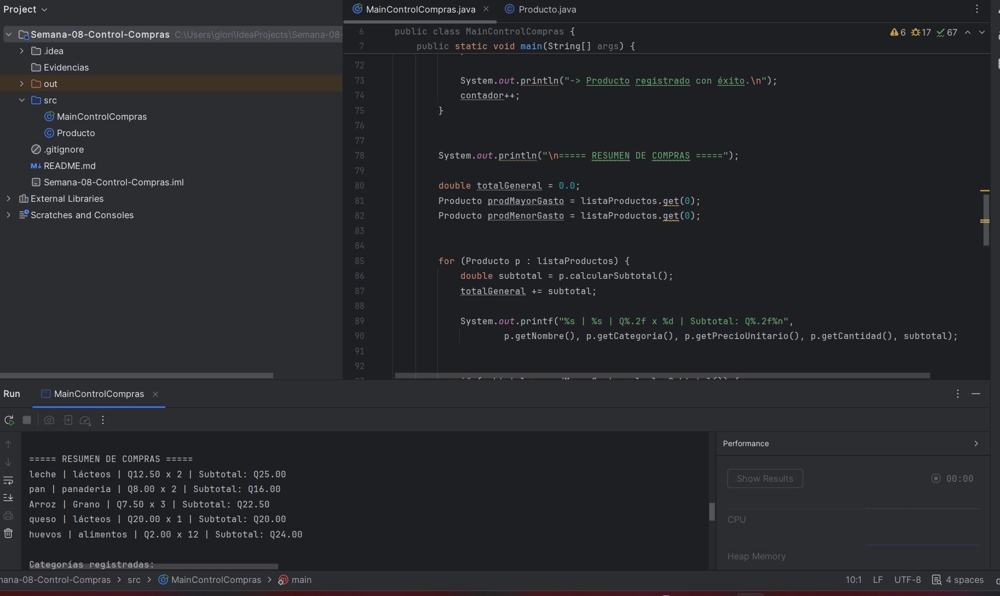 Project
Semana-08-Control-Compras C:\Users\glori\IdeaProjects\Semana-08-
.idea
Evidencias
out
src
MainControlCompras
Producto
.gitignore
M↓ README.md
Semana-08-Control-Compras.iml
External Libraries
Scratches and Consoles
MainControlCompras.java Producto.java
6 public class MainControlCompras {
7 public static void main(String[] args) {
6 17 67
72
73 System.out.println("-> Producto registrado con éxito.\n");
74 contador++;
75 }
76
77
78 System.out.println("\n===== RESUMEN DE COMPRAS =====");
79
80 double totalGeneral = 0.0;
81 Producto prodMayorGasto = listaProductos.get(0);
82 Producto prodMenorGasto = listaProductos.get(0);
83
84
85 for (Producto p : listaProductos) {
86 double subtotal = p.calcularSubtotal();
87 totalGeneral += subtotal;
88
89 System.out.printf("%s | %s | Q%.2f x %d | Subtotal: Q%.2f%n",
90 p.getNombre(), p.getCategoria(), p.getPrecioUnitario(), p.getCantidad(), subtotal);
91
92
Run MainControlCompras
===== RESUMEN DE COMPRAS =====
leche | lácteos | Q12.50 x 2 | Subtotal: Q25.00
pan | panaderia | Q8.00 x 2 | Subtotal: Q16.00
Arroz | Grano | Q7.50 x 3 | Subtotal: Q22.50
queso | lácteos | Q20.00 x 1 | Subtotal: Q20.00
huevos | alimentos | Q2.00 x 12 | Subtotal: Q24.00
Categorías registradas:
Performance
Show Results 00:00
CPU
Heap Memory
mana-08-Control-Compras > src > MainControlCompras > main
10:1 LF UTF-8 4 spaces